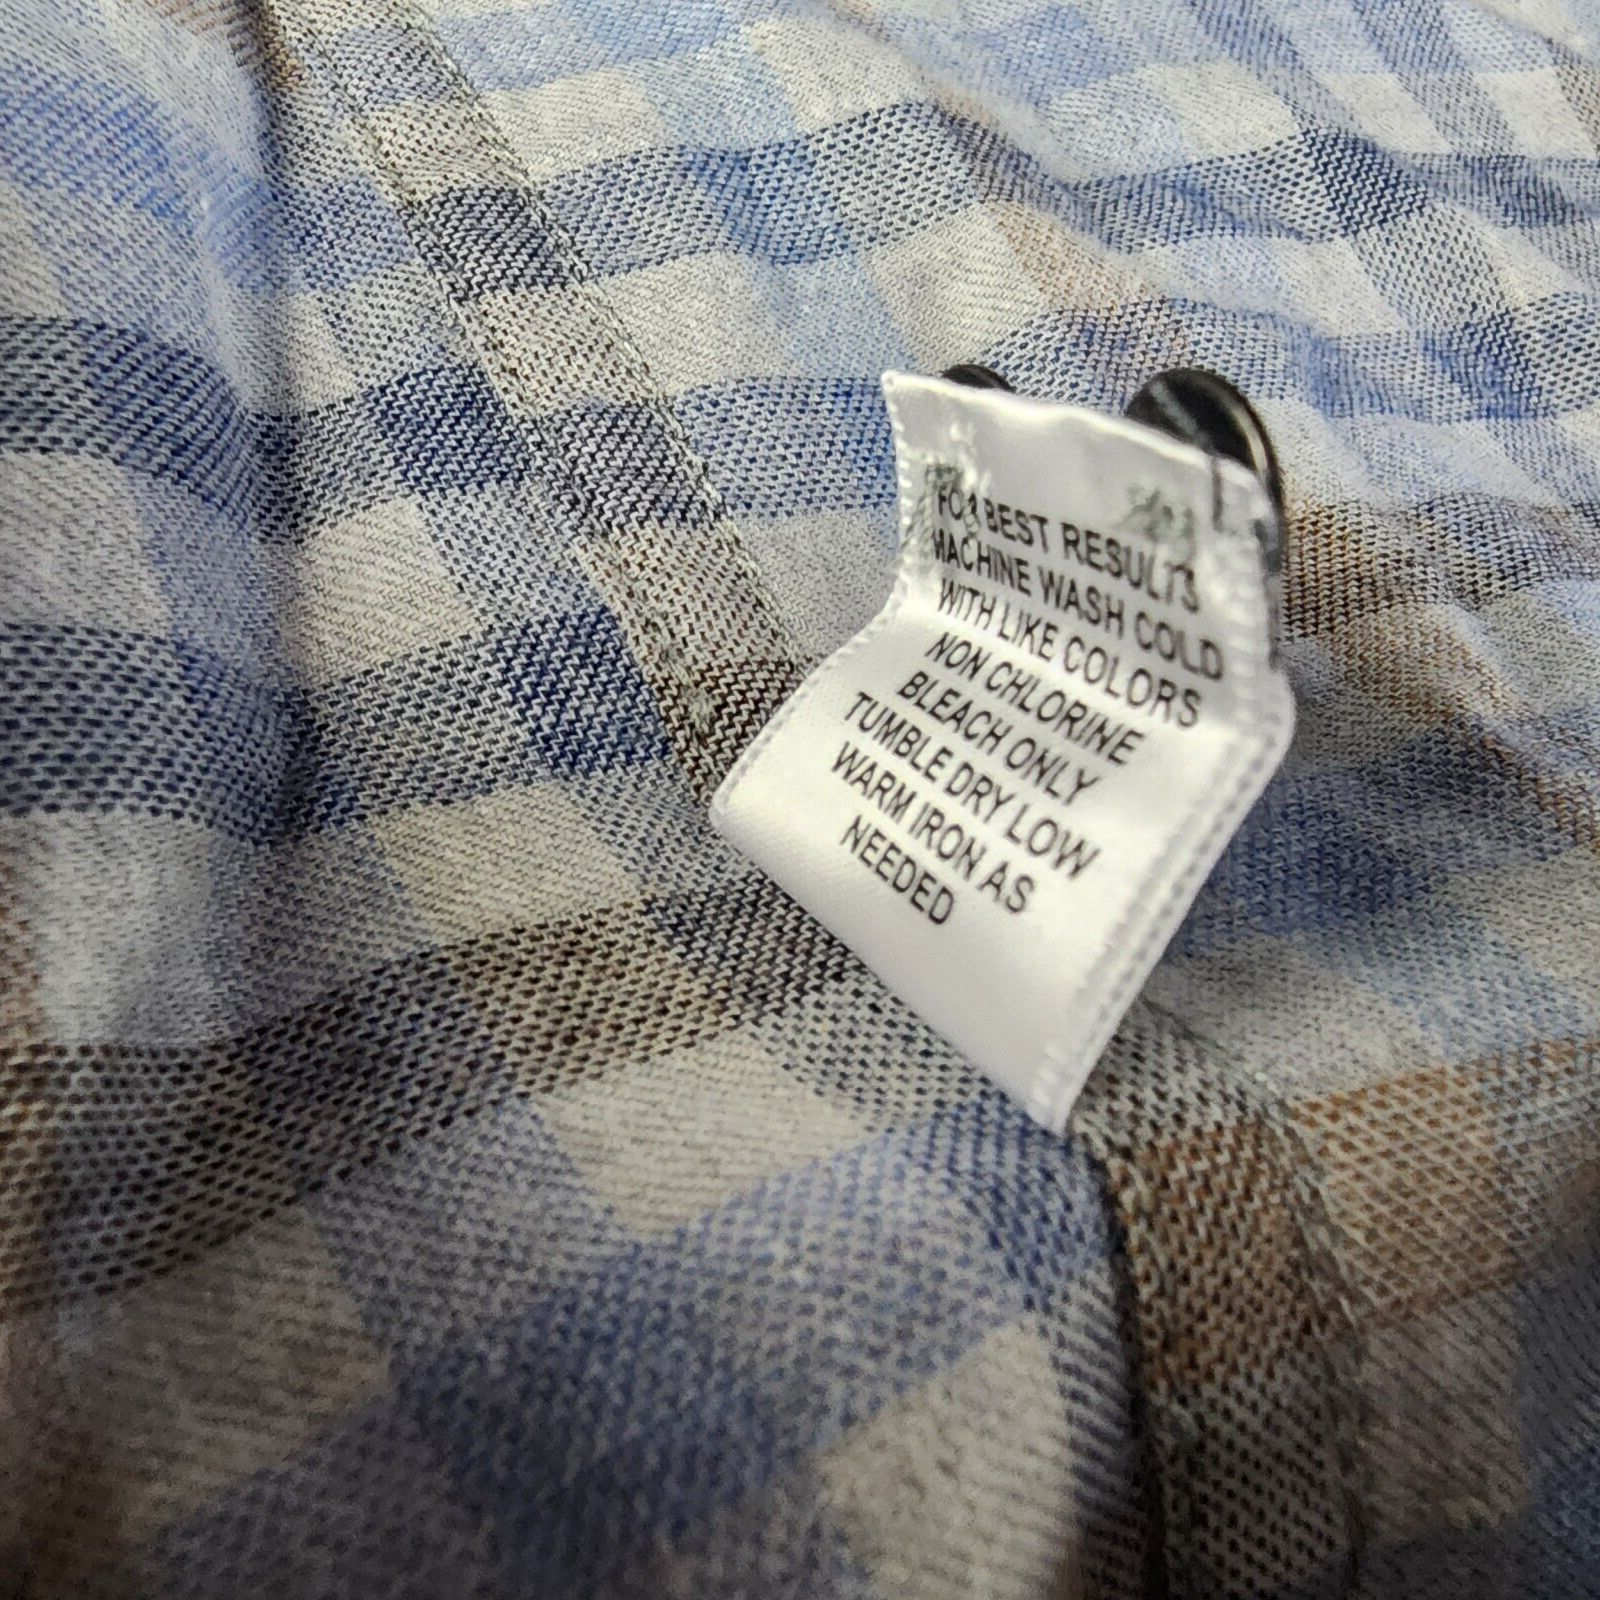 FOR BEST RESULTS
MACHINE WASH COLD
WITH LIKE COLORS
NON CHLORINE
BLEACH ONLY
TUMBLE DRY LOW
WARM IRON AS
NEEDED